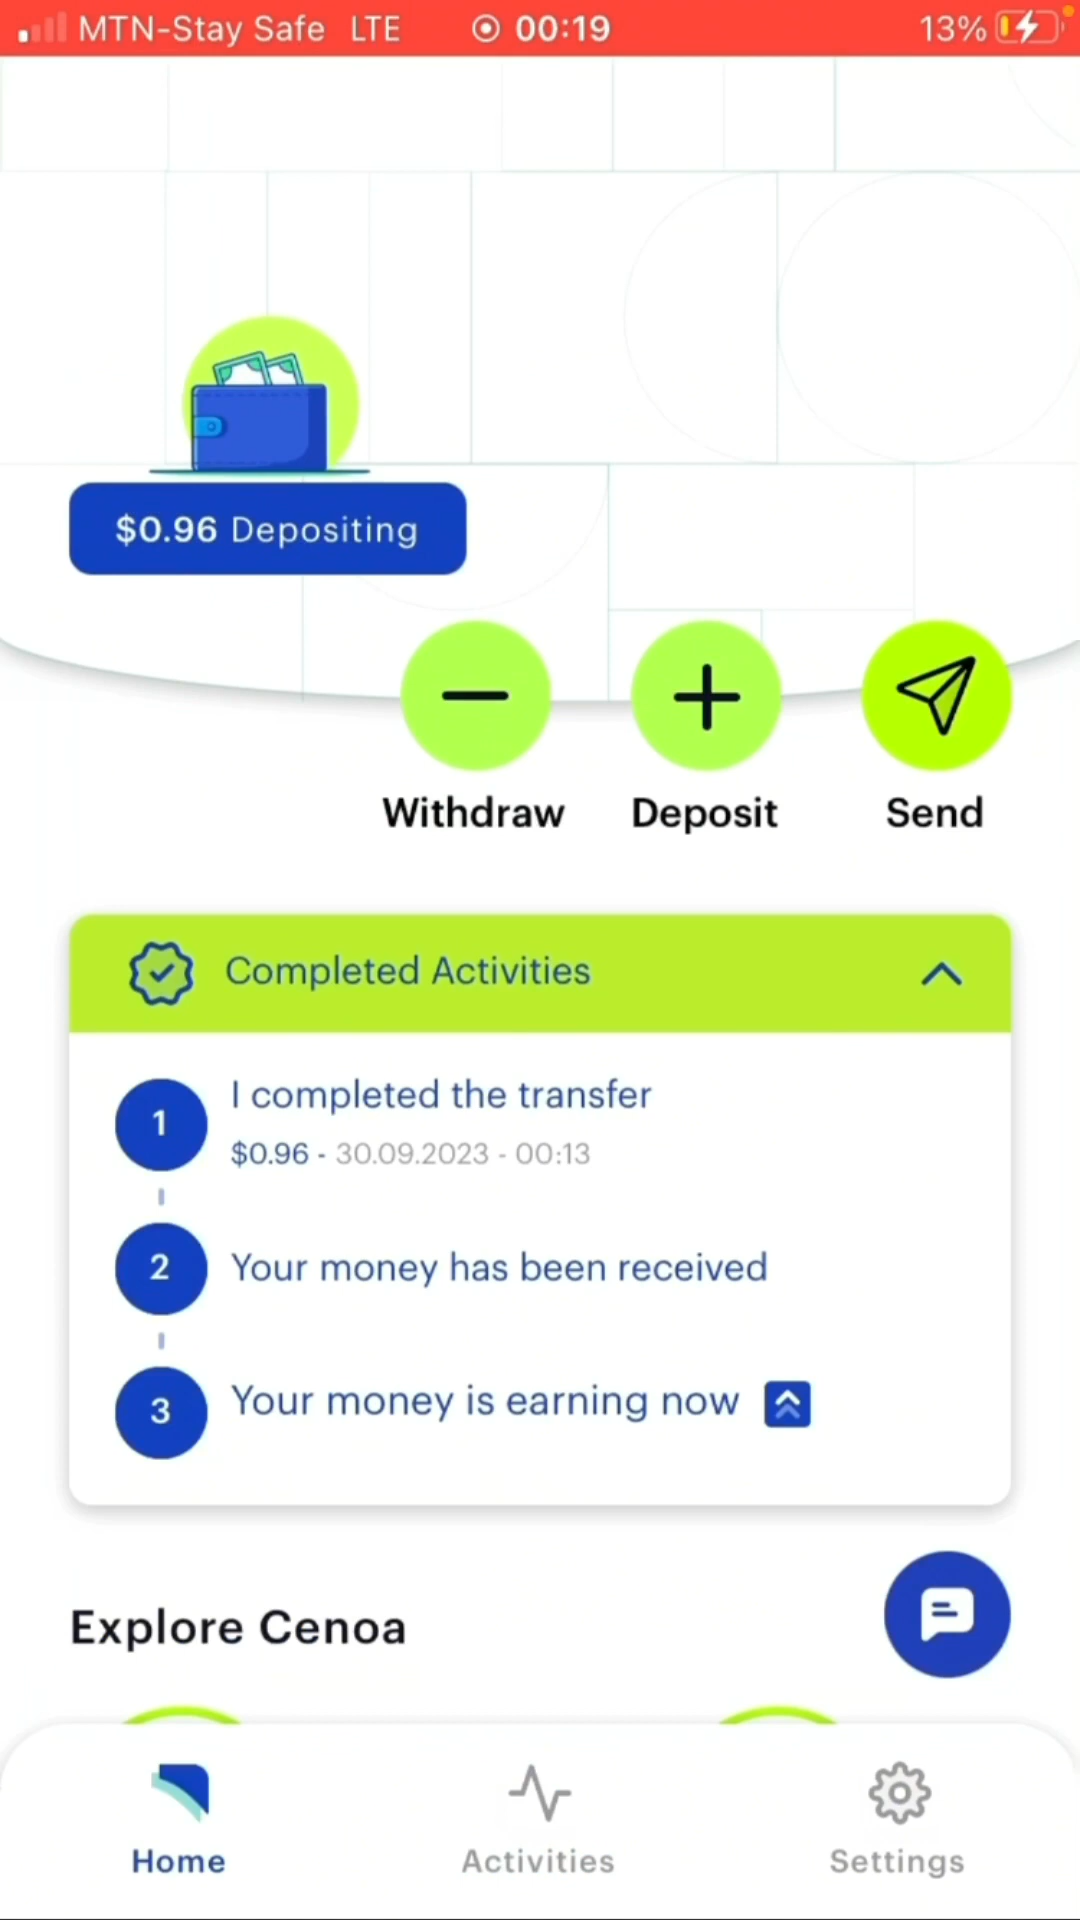 MTN-Stay Safe LTE 00:19 13%
$0.96 Depositing
Withdraw Deposit Send
Completed Activities
1 I completed the transfer
$0.96 - 30.09.2023 - 00:13
2 Your money has been received
3 Your money is earning now
Explore Cenoa
Home Activities Settings